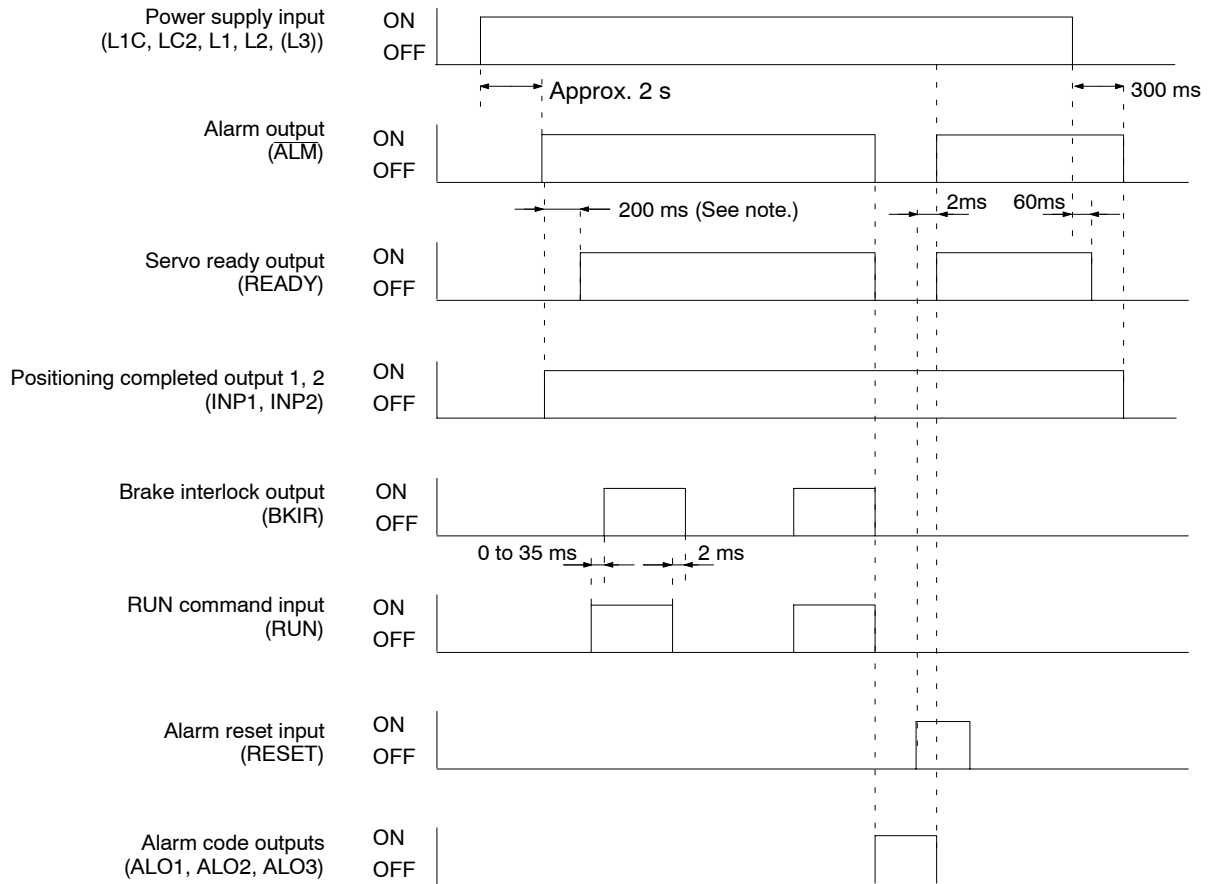 Power supply input
(L1C, LC2, L1, L2, (L3))
ON
OFF
Approx. 2 s
300 ms
Alarm output
(ALM)
ON
OFF
200 ms (See note.)
2ms
60ms
Servo ready output
(READY)
ON
OFF
Positioning completed output 1, 2
(INP1, INP2)
ON
OFF
Brake interlock output
(BKIR)
ON
OFF
0 to 35 ms
2 ms
RUN command input
(RUN)
ON
OFF
Alarm reset input
(RESET)
ON
OFF
Alarm code outputs
(ALO1, ALO2, ALO3)
ON
OFF